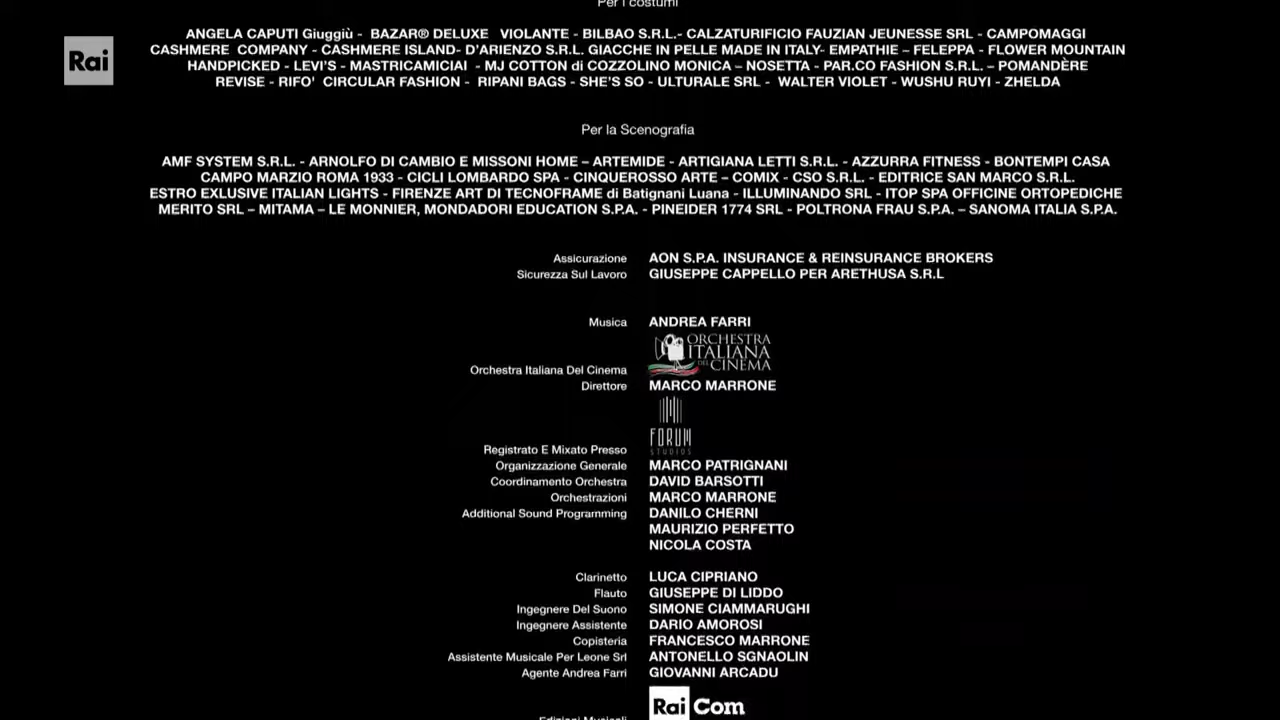 Per i costumi
Rai
ANGELA CAPUTI Giuggiù - BAZAR® DELUXE VIOLANTE - BILBAO S.R.L.- CALZATURIFICIO FAUZIAN JEUNESSE SRL - CAMPOMAGGI
CASHMERE COMPANY - CASHMERE ISLAND- D'ARIENZO S.R.L. GIACCHE IN PELLE MADE IN ITALY- EMPATHIE – FELEPPA - FLOWER MOUNTAIN
HANDPICKED - LEVI'S - MASTRICAMICIAI - MJ COTTON di COZZOLINO MONICA – NOSETTA - PAR.CO FASHION S.R.L. – POMANDÈRE
REVISE - RIFO' CIRCULAR FASHION - RIPANI BAGS - SHE'S SO - ULTURALE SRL - WALTER VIOLET - WUSHU RUYI - ZHELDA
Per la Scenografia
AMF SYSTEM S.R.L. - ARNOLFO DI CAMBIO E MISSONI HOME – ARTEMIDE - ARTIGIANA LETTI S.R.L. - AZZURRA FITNESS - BONTEMPI CASA
CAMPO MARZIO ROMA 1933 - CICLI LOMBARDO SPA - CINQUEROSSO ARTE – COMIX - CSO S.R.L. - EDITRICE SAN MARCO S.R.L.
ESTRO EXLUSIVE ITALIAN LIGHTS - FIRENZE ART DI TECNOFRAME di Batignani Luana - ILLUMINANDO SRL - ITOP SPA OFFICINE ORTOPEDICHE
MERITO SRL – MITAMA – LE MONNIER, MONDADORI EDUCATION S.P.A. - PINEIDER 1774 SRL - POLTRONA FRAU S.P.A. – SANOMA ITALIA S.P.A.
Assicurazione AON S.P.A. INSURANCE & REINSURANCE BROKERS
Sicurezza Sul Lavoro GIUSEPPE CAPPELLO PER ARETHUSA S.R.L
Musica ANDREA FARRI
ORCHESTRA
ITALIANA
DEL CINEMA
Orchestra Italiana Del Cinema
Direttore MARCO MARRONE
FORUM
STUDIOS
Registrato E Mixato Presso
Organizzazione Generale MARCO PATRIGNANI
Coordinamento Orchestra DAVID BARSOTTI
Orchestrazioni MARCO MARRONE
Additional Sound Programming DANILO CHERNI
MAURIZIO PERFETTO
NICOLA COSTA
Clarinetto LUCA CIPRIANO
Flauto GIUSEPPE DI LIDDO
Ingegnere Del Suono SIMONE CIAMMARUGHI
Ingegnere Assistente DARIO AMOROSI
Copisteria FRANCESCO MARRONE
Assistente Musicale Per Leone Srl ANTONELLO SGNAOLIN
Agente Andrea Farri GIOVANNI ARCADU
Rai Com
Edizioni Musicali